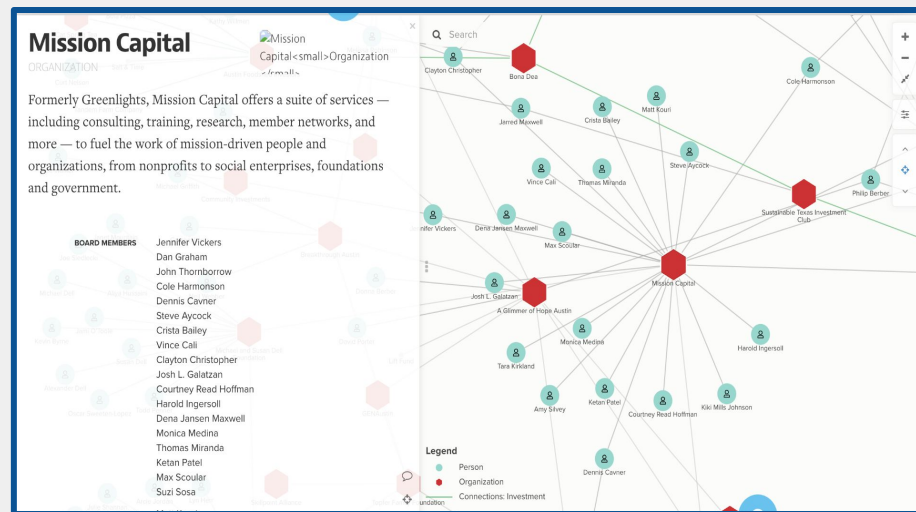 Mission Capital
ORGANIZATION
Mission
Capital<small>Organization
</small>
Formerly Greenlights, Mission Capital offers a suite of services —
including consulting, training, research, member networks, and
more — to fuel the work of mission-driven people and
organizations, from nonprofits to social enterprises, foundations
and government.
BOARD MEMBERS
Jennifer Vickers
Dan Graham
John Thornborrow
Cole Harmonson
Dennis Cavner
Steve Aycock
Crista Bailey
Vince Cali
Clayton Christopher
Josh L. Galatzan
Courtney Read Hoffman
Harold Ingersoll
Dena Jansen Maxwell
Monica Medina
Thomas Miranda
Ketan Patel
Max Scoular
Suzi Sosa
Search
Clayton Christopher
Bona Dea
Cole Harmonson
Matt Kouri
Jarred Maxwell
Crista Bailey
Steve Aycock
Vince Cali
Thomas Miranda
Philip Berber
Sustainable Texas Investment
Club
nnifer Vickers
Dena Jansen Maxwell
Max Scoular
Mission Capital
Josh L. Galatzan
A Glimmer of Hope Austin
Monica Medina
Harold Ingersoll
Tara Kirkland
Amy Silvey
Ketan Patel
Courtney Read Hoffman
Kiki Mills Johnson
Dennis Cavner
Legend
Person
Organization
Connections: Investment
undation